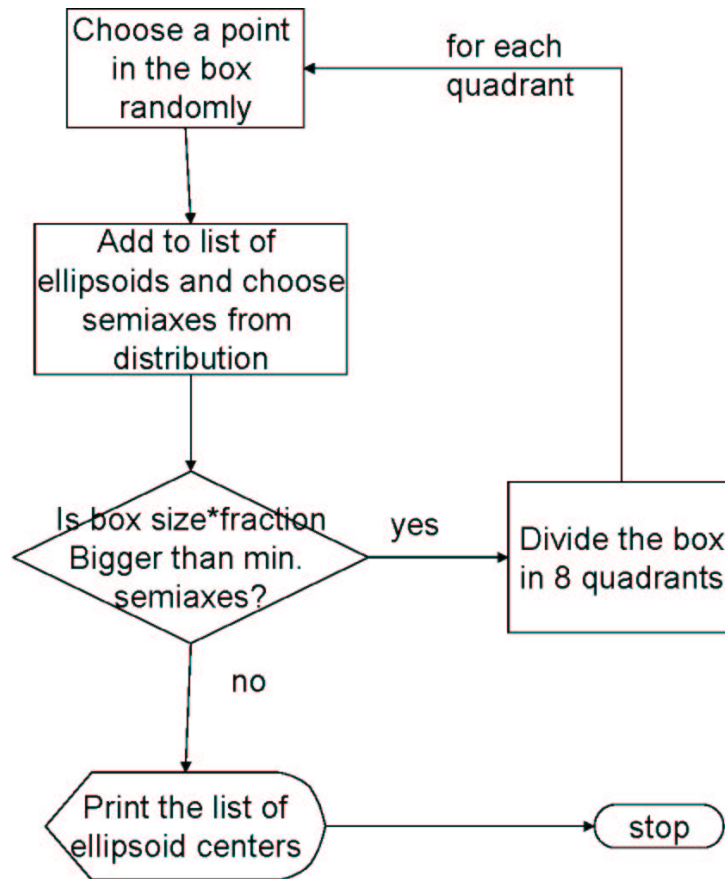 Choose a point
in the box
randomly
for each
quadrant
Add to list of
ellipsoids and choose
semiaxes from
distribution
Is box size*fraction
Bigger than min.
semiaxes?
yes
Divide the box
in 8 quadrants
no
Print the list of
ellipsoid centers
stop